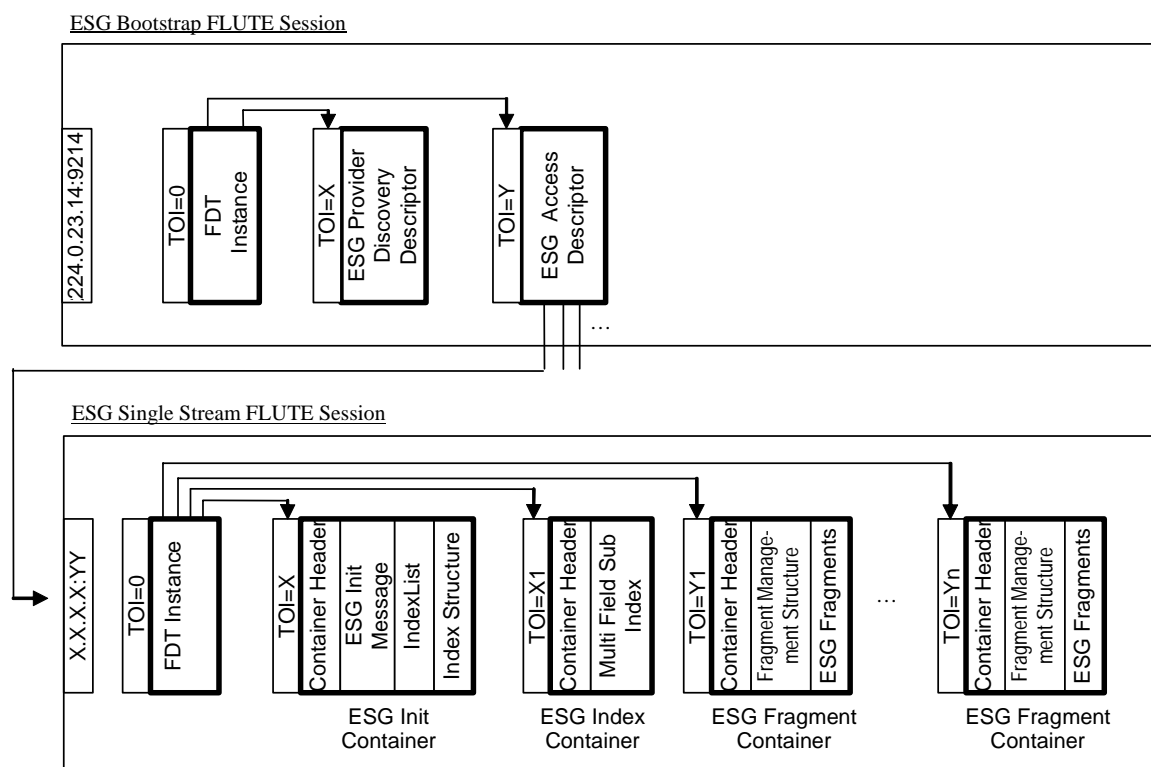 ESG Bootstrap FLUTE Session
224.0.23.14:9214
TOI=0
FDT
Instance
TOI=X
ESG Provider
Discovery
Descriptor
TOI=Y
ESG Access
Descriptor
...
ESG Single Stream FLUTE Session
X.X.X.X:YY
TOI=0
FDT Instance
TOI=X
Container Header
ESG Init
Message
IndexList
Index Structure
ESG Init
Container
TOI=X1
Container Header
Multi Field Sub
Index
ESG Index
Container
TOI=Y1
Container Header
Fragment Manage-
ment Structure
ESG Fragments
ESG Fragment
Container
...
TOI=Yn
Container Header
Fragment Manage-
ment Structure
ESG Fragments
ESG Fragment
Container